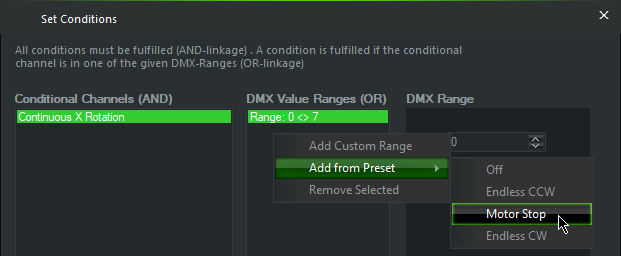 Set Conditions
All conditions must be fulfilled (AND-linkage) . A condition is fulfilled if the conditional
channel is in one of the given DMX-Ranges (OR-linkage)
Conditional Channels (AND)
DMX Value Ranges (OR)
DMX Range
Continuous X Rotation
Range: 0 <> 7
0
Add Custom Range
Add from Preset
Remove Selected
Off
Endless CCW
Motor Stop
Endless CW